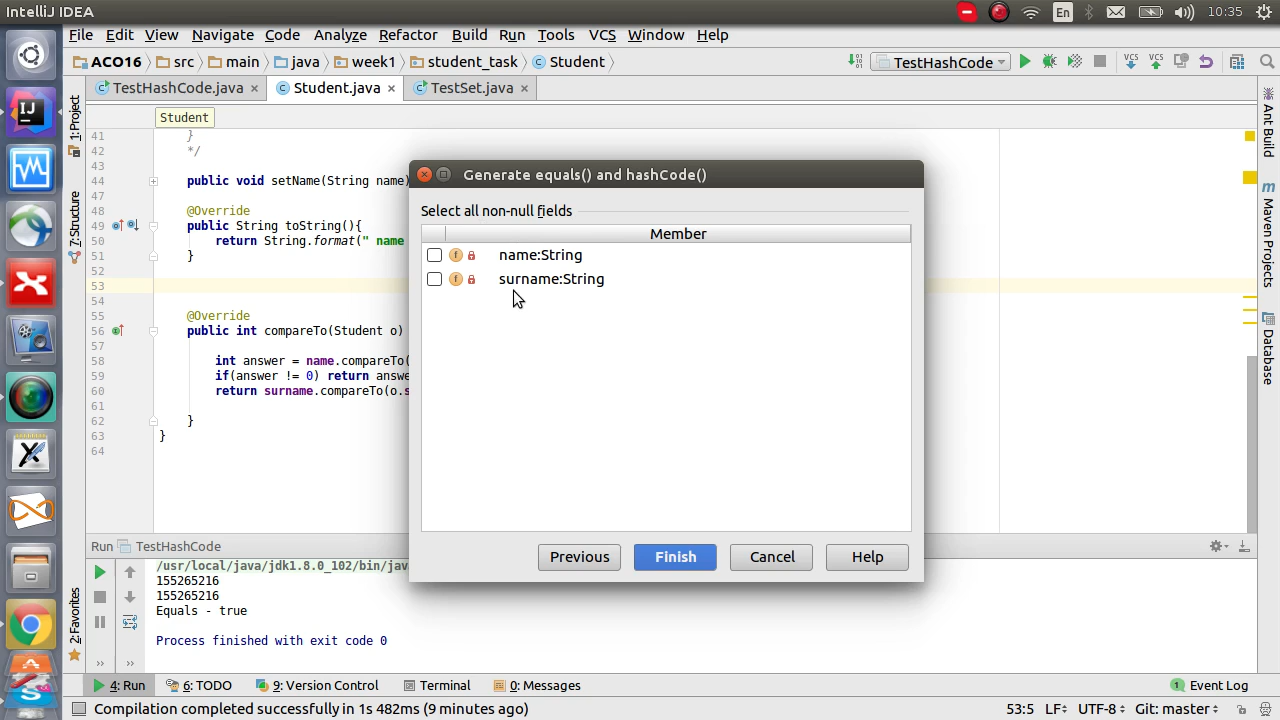 IntelliJ IDEA
En
10:35
File Edit View Navigate Code Analyze Refactor Build Run Tools VCS Window Help
ACO16 src main java week1 student_task Student
TestHashCode
VCS VCS
TestHashCode.java Student.java TestSet.java
Student
1: Project
7: Structure
2: Favorites
Ant Build
Maven Projects
Database
41 }
42 */
43
44 public void setName(String name)
47
48 @Override
49 public String toString(){
50 return String.format(" name
51 }
52
53
54
55 @Override
56 public int compareTo(Student o)
57
58 int answer = name.compareTo(
59 if(answer != 0) return answe
60 return surname.compareTo(o.s
61
62 }
63 }
64
Generate equals() and hashCode()
Select all non-null fields
Member
name:String
surname:String
Previous Finish Cancel Help
Run TestHashCode
/usr/local/java/jdk1.8.0_102/bin/jav
155265216
155265216
Equals - true
Process finished with exit code 0
4: Run 6: TODO 9: Version Control Terminal 0: Messages 1 Event Log
Compilation completed successfully in 1s 482ms (9 minutes ago) 53:5 LF UTF-8 Git: master